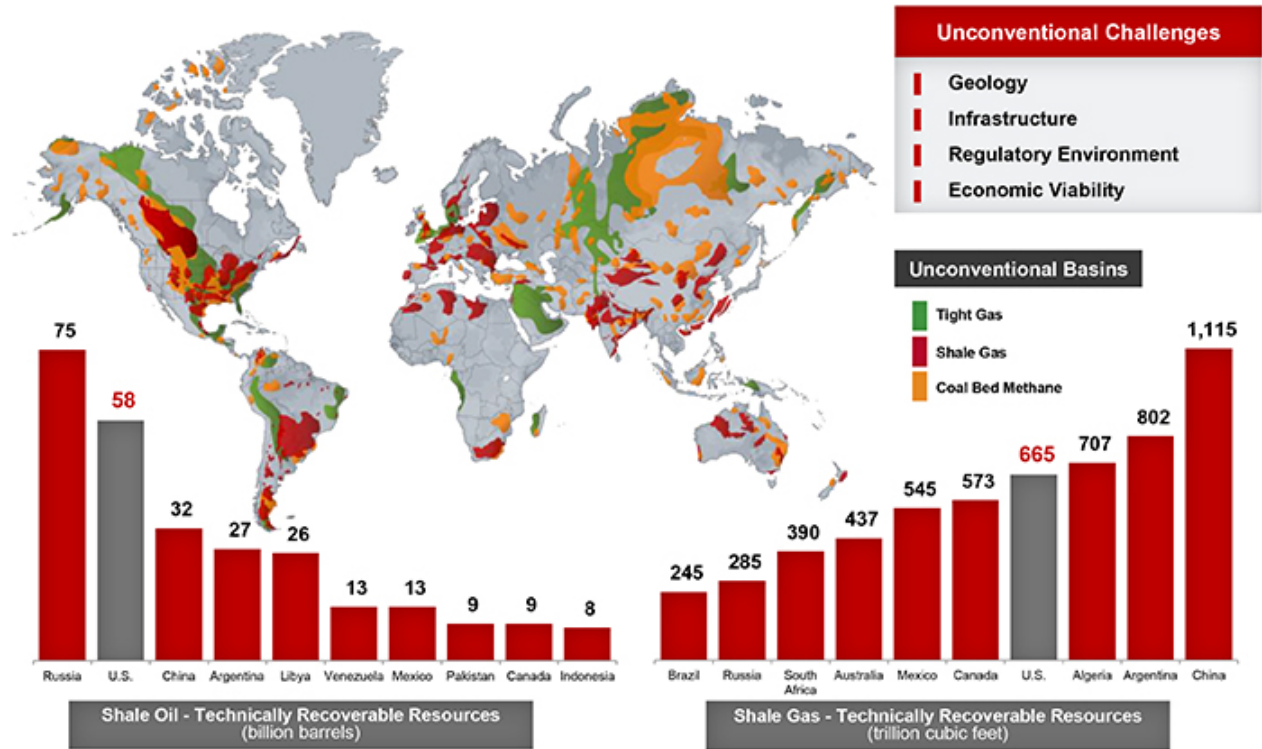 Unconventional Challenges
Geology
Infrastructure
Regulatory Environment
Economic Viability
Unconventional Basins
Tight Gas
Shale Gas
Coal Bed Methane
75
58
32
27
26
13
13
9
9
8
Russia
U.S.
China
Argentina
Libya
Venezuela
Mexico
Pakistan
Canada
Indonesia
Shale Oil - Technically Recoverable Resources
(billion barrels)
245
285
390
437
545
573
665
707
802
1,115
Brazil
Russia
South
Africa
Australia
Mexico
Canada
U.S.
Algeria
Argentina
China
Shale Gas - Technically Recoverable Resources
(trillion cubic feet)